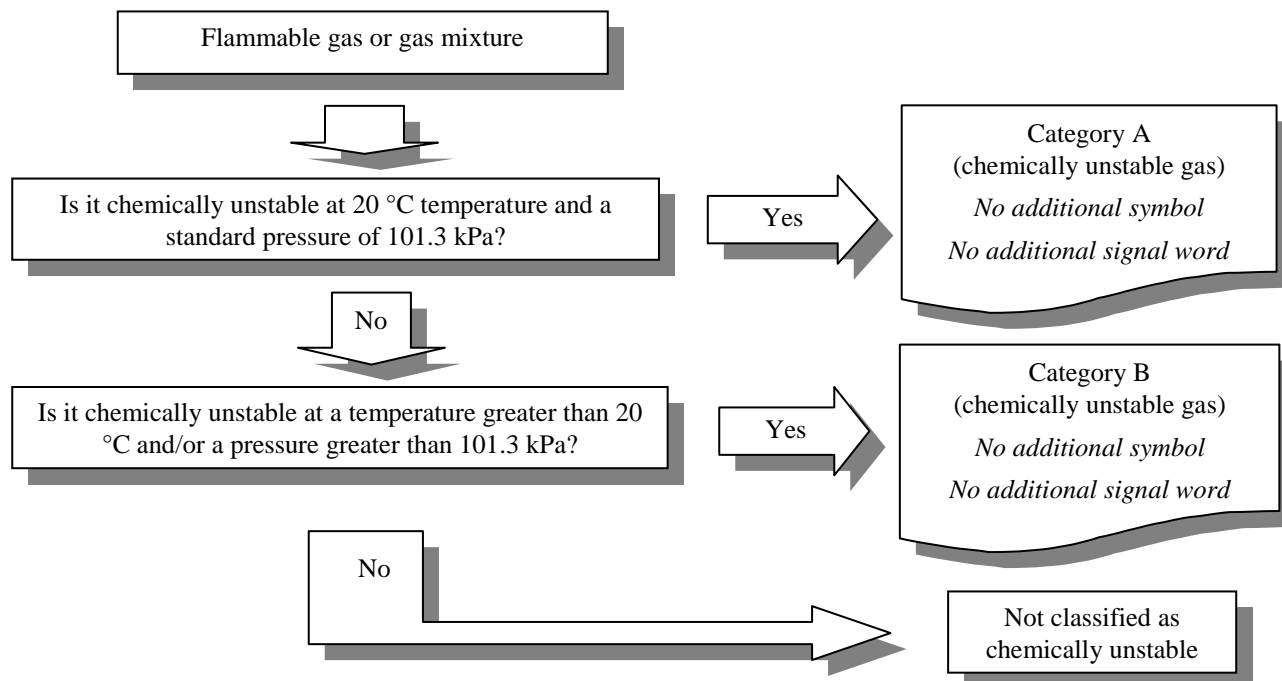 Flammable gas or gas mixture
Is it chemically unstable at 20 °C temperature and a
standard pressure of 101.3 kPa?
Yes
Category A
(chemically unstable gas)
No additional symbol
No additional signal word
No
Is it chemically unstable at a temperature greater than 20
°C and/or a pressure greater than 101.3 kPa?
Yes
Category B
(chemically unstable gas)
No additional symbol
No additional signal word
No
Not classified as
chemically unstable